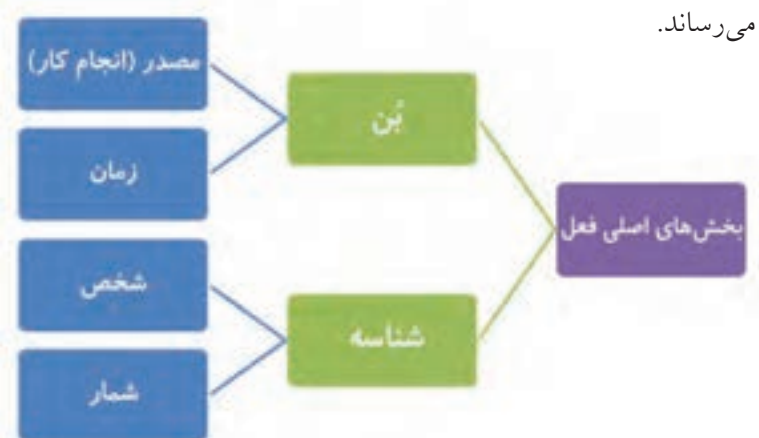 می‌رساند.
بخش‌های اصلی فعل
بُن
مصدر (انجام کار)
زمان
شناسه
شخص
شمار